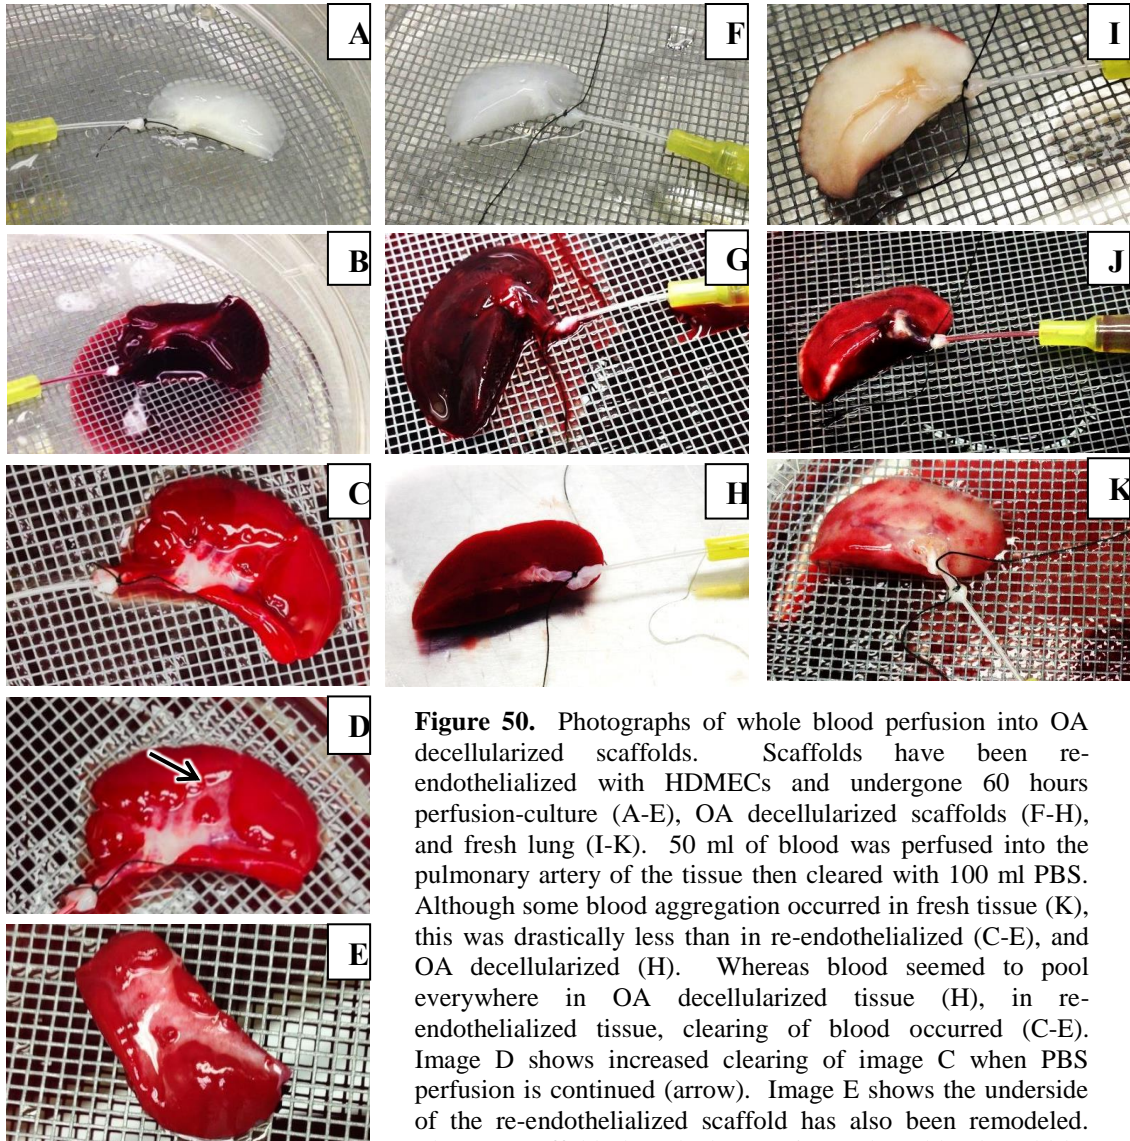 A
F
I
B
G
J
C
H
K
D
E
Figure 50. Photographs of whole blood perfusion into OA
decellularized scaffolds. Scaffolds have been re-
endothelialized with HDMECs and undergone 60 hours
perfusion-culture (A-E), OA decellularized scaffolds (F-H),
and fresh lung (I-K). 50 ml of blood was perfused into the
pulmonary artery of the tissue then cleared with 100 ml PBS.
Although some blood aggregation occurred in fresh tissue (K),
this was drastically less than in re-endothelialized (C-E), and
OA decellularized (H). Whereas blood seemed to pool
everywhere in OA decellularized tissue (H), in re-
endothelialized tissue, clearing of blood occurred (C-E).
Image D shows increased clearing of image C when PBS
perfusion is continued (arrow). Image E shows the underside
of the re-endothelialized scaffold has also been remodeled.